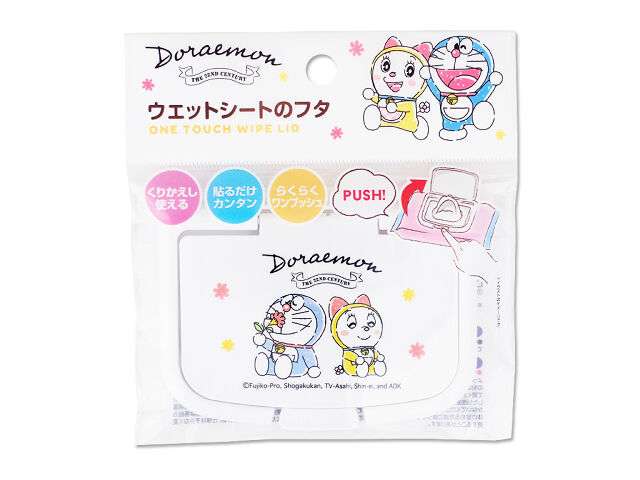 Doraemon
THE 22ND CENTURY
ウエットシートのフタ
ONE TOUCH WIPE LID
くりかえし
使える
貼るだけ
カンタン
らくらく
ワンプッシュ
PUSH!
Doraemon
THE 22ND CENTURY
©Fujiko-Pro, Shogakukan, TV-Asahi, Shin-ei, and ADK